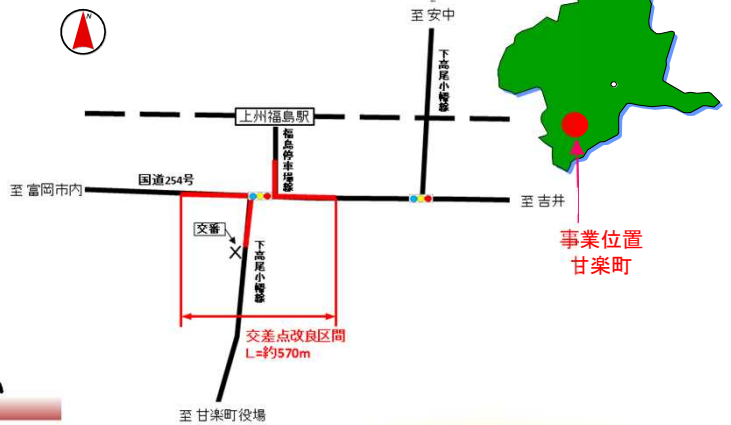 N
至 安中
下高尾小幡線
上州福島駅
福島停車場線
国道254号
至 富岡市内
至 吉井
交番
下高尾小幡線
事業位置
甘楽町
交差点改良区間
L=約570m
至 甘楽町役場